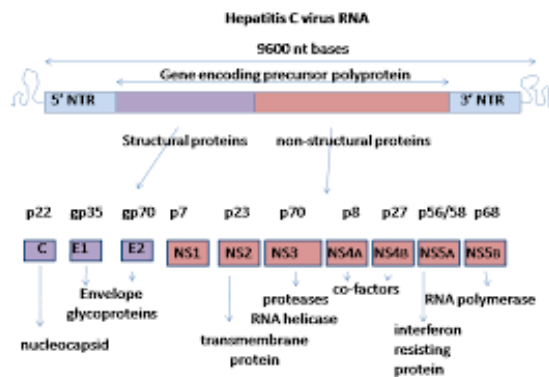 Hepatitis C virus RNA
9600 nt bases
Gene encoding precursor polyprotein
5' NTR
3' NTR
Structural proteins
non-structural proteins
p22 gp35 gp70 p7 p23 p70 p8 p27 p56/58 p68
C E1 E2 NS1 NS2 NS3 NS4A NS4B NS5A NS5B
Envelope
glycoproteins
nucleocapsid
transmembrane
protein
proteases
RNA helicase
co-factors
interferon
resisting
protein
RNA polymerase